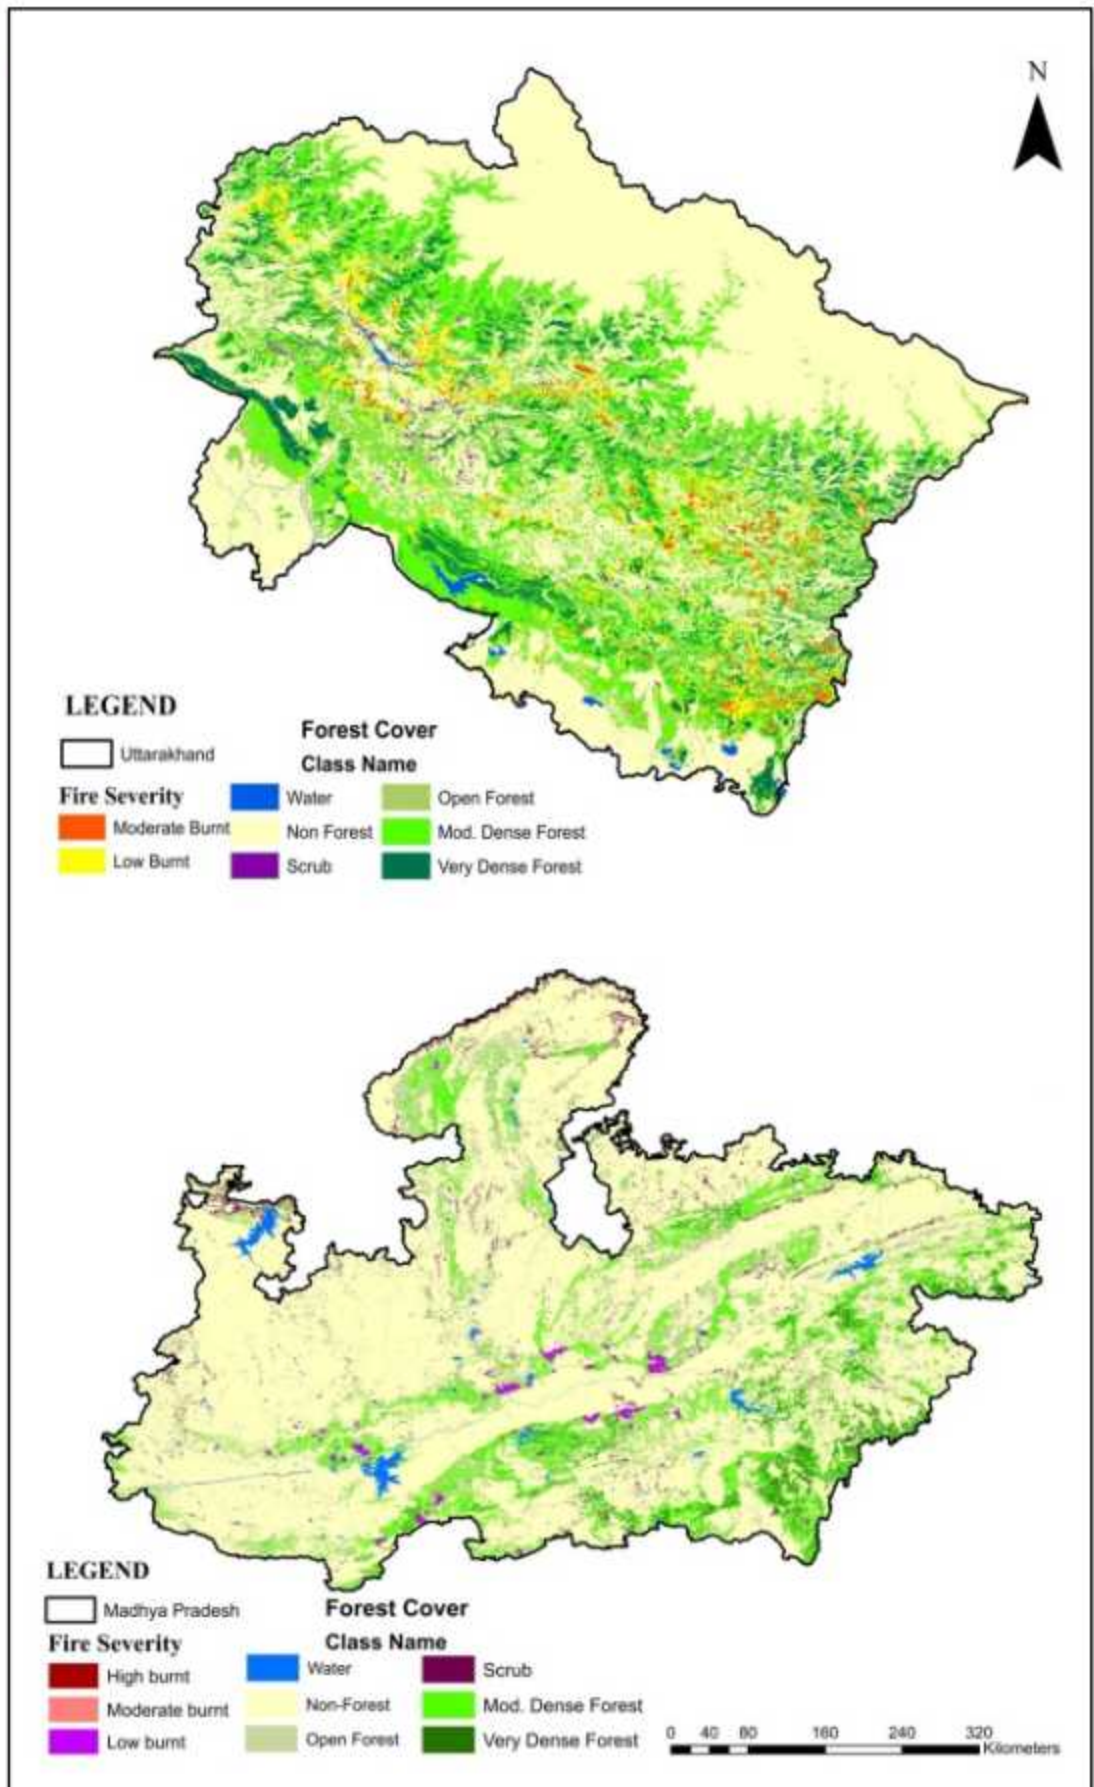 N
LEGEND
Uttarakhand
Fire Severity
Moderate Burnt
Low Burnt
Forest Cover
Class Name
Water
Non Forest
Scrub
Open Forest
Mod. Dense Forest
Very Dense Forest
LEGEND
Madhya Pradesh
Fire Severity
High burnt
Moderate burnt
Low burnt
Forest Cover
Class Name
Water
Non-Forest
Open Forest
Scrub
Mod. Dense Forest
Very Dense Forest
0 40 80 160 240 320
Kilometers